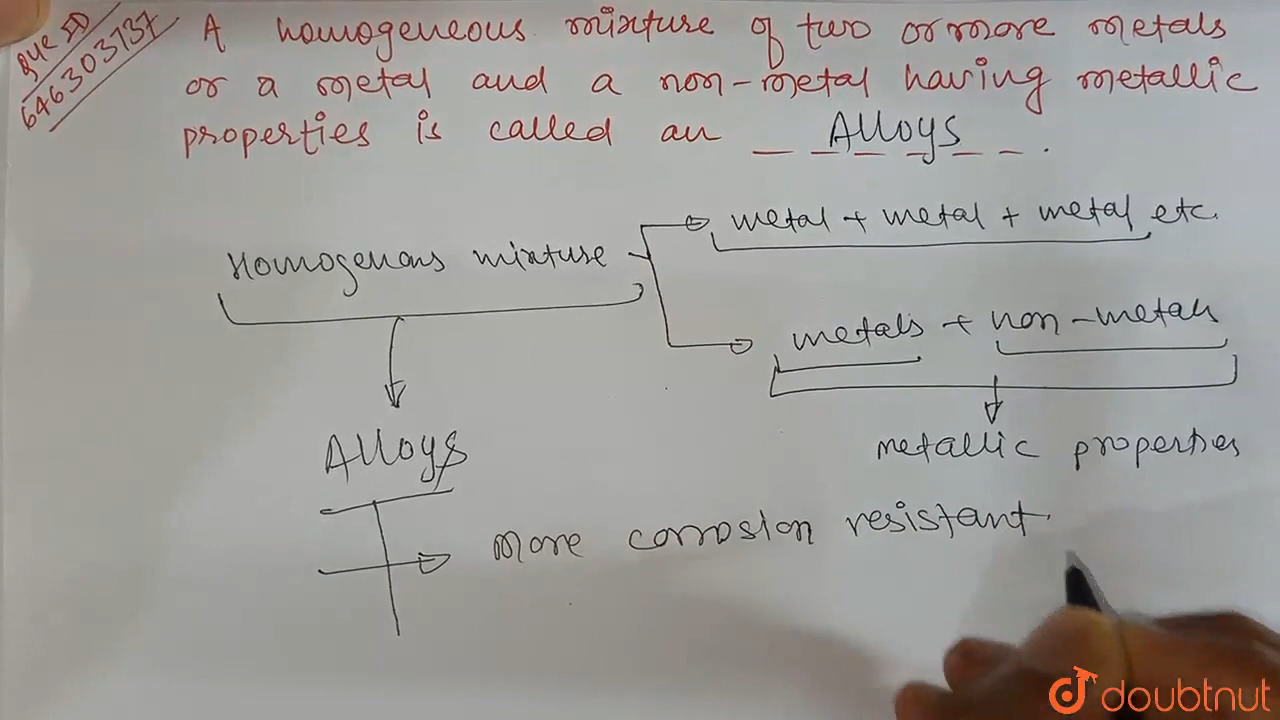 Que ID
646303737
A homogeneous mixture of two or more metals
or a metal and a non-metal having metallic
properties is called an _ Alloys _ .
metal + metal + metal etc.
Homogenous mixture
metals + non-metals
Alloys
metallic properties
more corrosion resistant
doubtnut